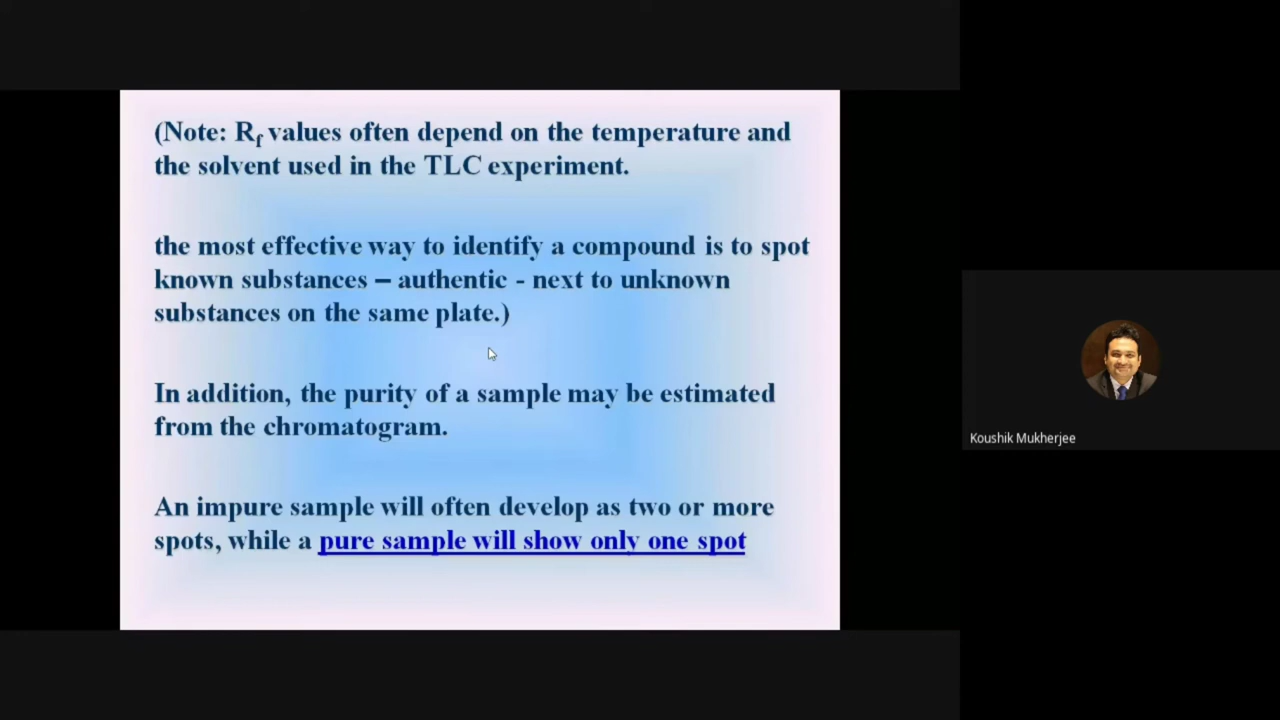 (Note: Rf values often depend on the temperature and
the solvent used in the TLC experiment.
the most effective way to identify a compound is to spot
known substances – authentic - next to unknown
substances on the same plate.)
In addition, the purity of a sample may be estimated
from the chromatogram.
An impure sample will often develop as two or more
spots, while a pure sample will show only one spot
Koushik Mukherjee